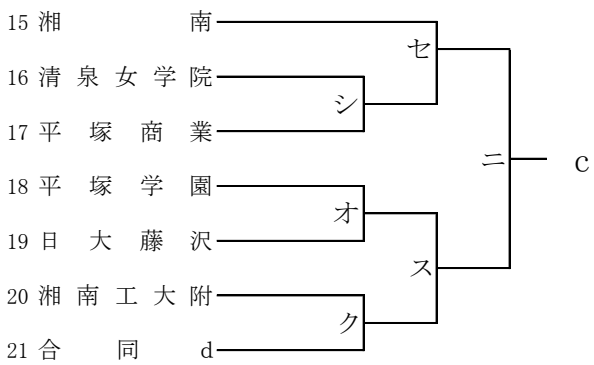 15 湘南
セ
16 清泉女学院
シ
17 平塚商業
ニ c
18 平塚学園
オ
19 日大藤沢
ス
20 湘南工大附
ク
21 合同d